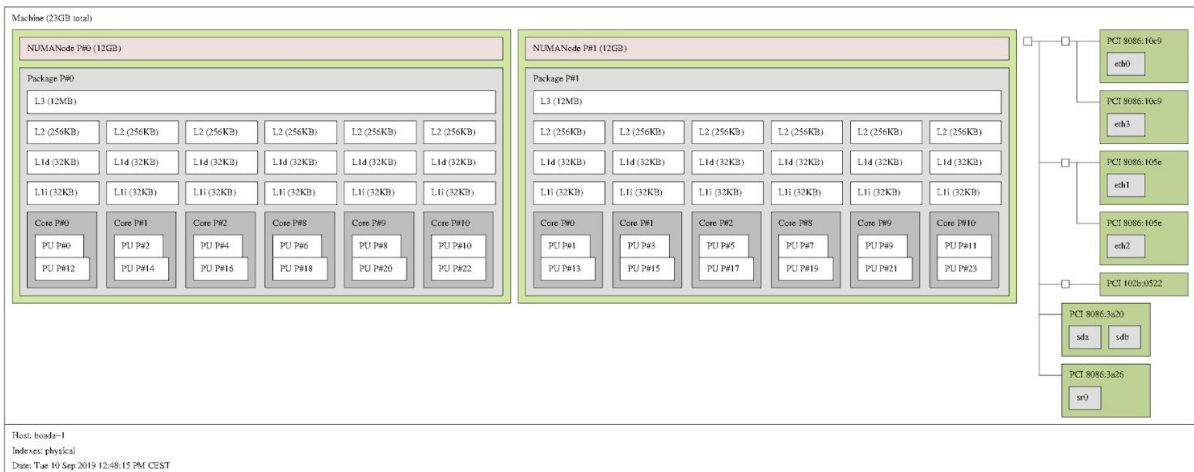 Machine (23GB total)
NUMANode P#0 (12GB)
Package P#0
L3 (12MB)
L2 (256KB) L2 (256KB) L2 (256KB) L2 (256KB) L2 (256KB) L2 (256KB)
L1d (32KB) L1d (32KB) L1d (32KB) L1d (32KB) L1d (32KB) L1d (32KB)
L1i (32KB) L1i (32KB) L1i (32KB) L1i (32KB) L1i (32KB) L1i (32KB)
Core P#0 Core P#1 Core P#2 Core P#8 Core P#9 Core P#10
PU P#0 PU P#2 PU P#4 PU P#6 PU P#8 PU P#10
PU P#12 PU P#14 PU P#16 PU P#18 PU P#20 PU P#22
NUMANode P#1 (12GB)
Package P#1
L3 (12MB)
L2 (256KB) L2 (256KB) L2 (256KB) L2 (256KB) L2 (256KB) L2 (256KB)
L1d (32KB) L1d (32KB) L1d (32KB) L1d (32KB) L1d (32KB) L1d (32KB)
L1i (32KB) L1i (32KB) L1i (32KB) L1i (32KB) L1i (32KB) L1i (32KB)
Core P#0 Core P#1 Core P#2 Core P#8 Core P#9 Core P#10
PU P#1 PU P#3 PU P#5 PU P#7 PU P#9 PU P#11
PU P#13 PU P#15 PU P#17 PU P#19 PU P#21 PU P#23
PCI 8086:10c9
eth0
PCI 8086:10c9
eth3
PCI 8086:105e
eth1
PCI 8086:105e
eth2
PCI 102b:0522
PCI 8086:3a20
sda sdb
PCI 8086:3a26
sr0
Host: boada-1
Indexes: physical
Date: Tue 10 Sep 2019 12:48:15 PM CEST